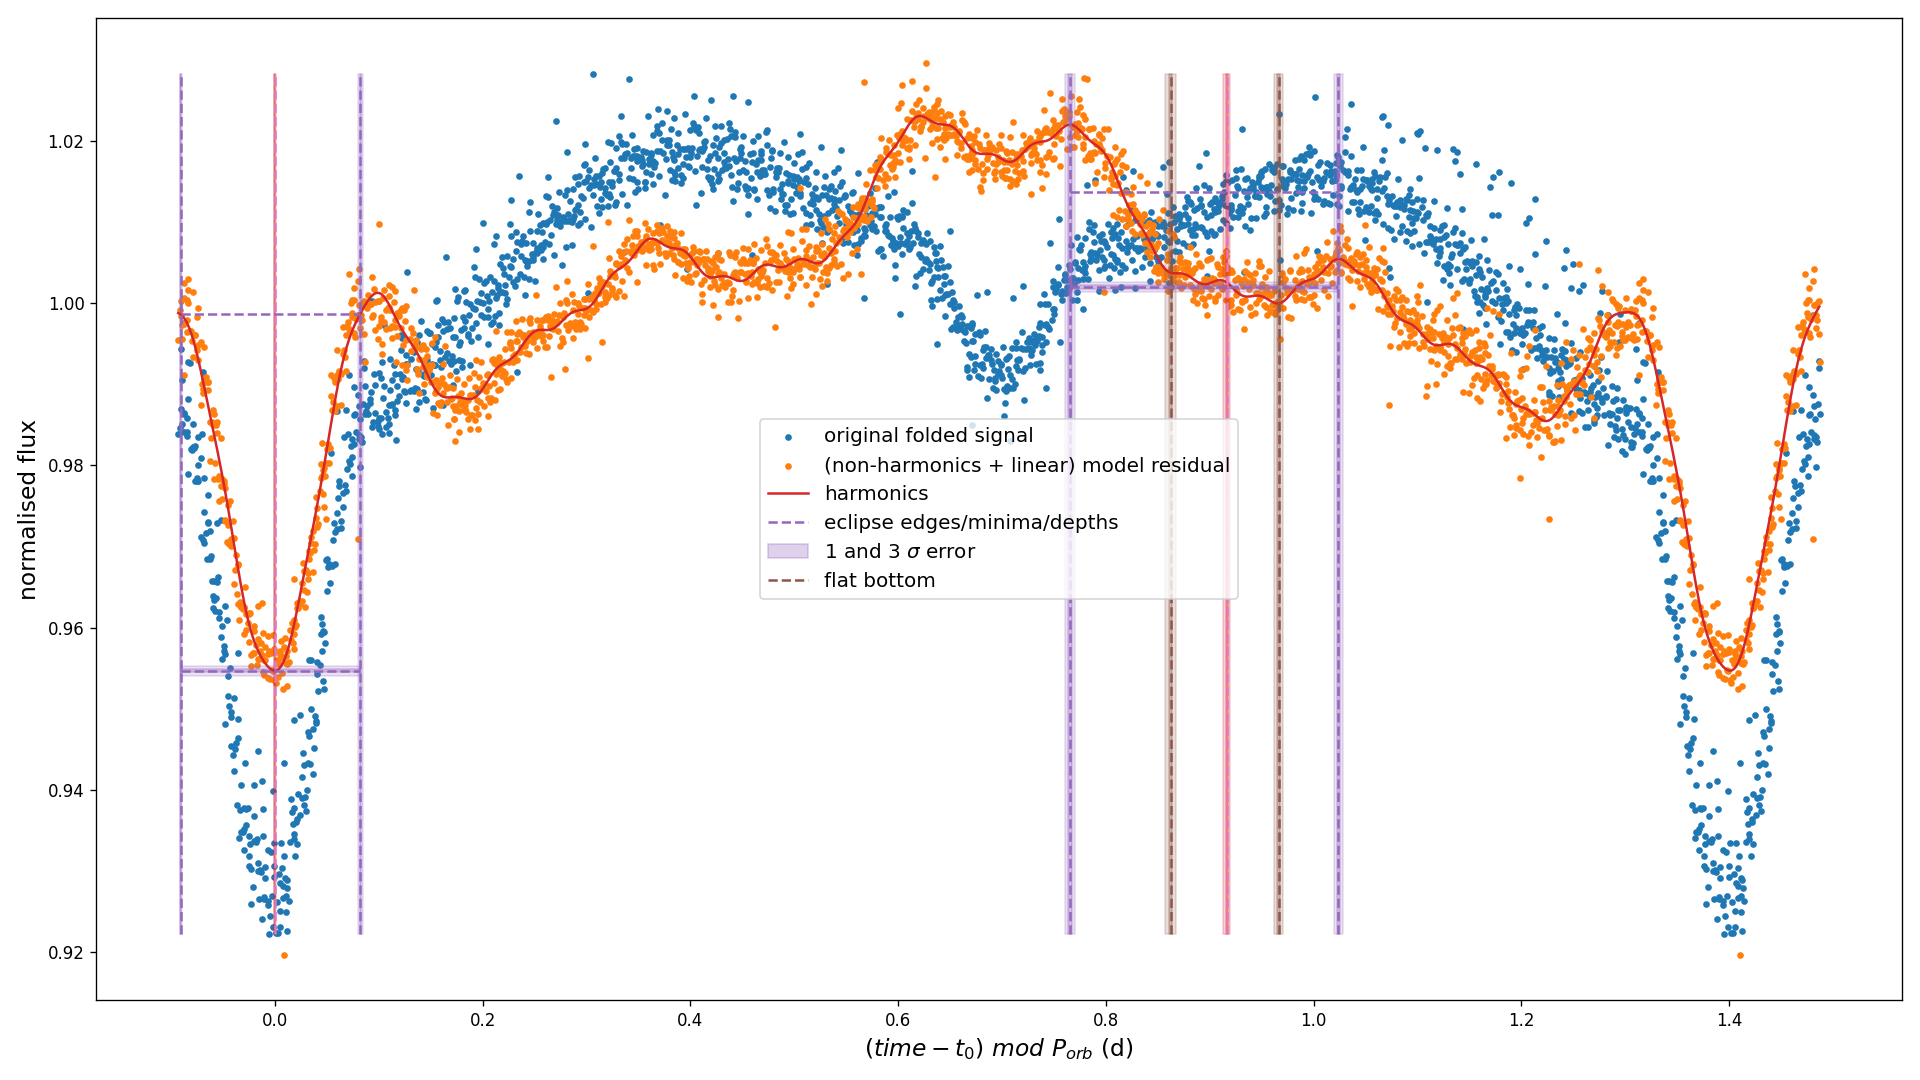 normalised flux
1.02
1.00
0.98
0.96
0.94
0.92
original folded signal
(non-harmonics + linear) model residual
harmonics
eclipse edges/minima/depths
1 and 3 σ error
flat bottom
0.0 0.2 0.4 0.6 0.8 1.0 1.2 1.4
(time − t₀) mod Pₒᵣb (d)